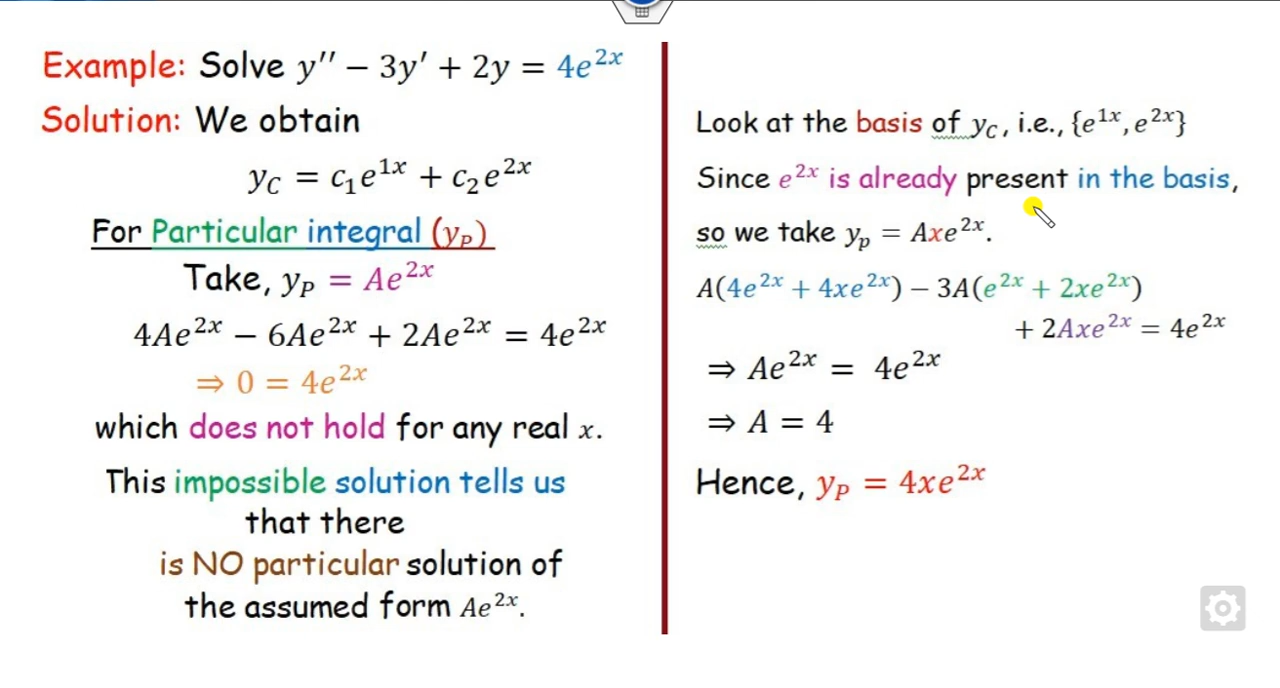 Example: Solve y′′ − 3y′ + 2y = 4e^{2x}
Solution: We obtain
y_C = c₁e^{1x} + c₂e^{2x}
For Particular integral (y_P)
Take, y_P = Ae^{2x}
4Ae^{2x} − 6Ae^{2x} + 2Ae^{2x} = 4e^{2x}
⇒ 0 = 4e^{2x}
which does not hold for any real x.
This impossible solution tells us
that there
is NO particular solution of
the assumed form Ae^{2x}.
Look at the basis of y_C, i.e., {e^{1x}, e^{2x}}
Since e^{2x} is already present in the basis,
so we take y_p = Axe^{2x}.
A(4e^{2x} + 4xe^{2x}) − 3A(e^{2x} + 2xe^{2x})
+ 2Axe^{2x} = 4e^{2x}
⇒ Ae^{2x} = 4e^{2x}
⇒ A = 4
Hence, y_P = 4xe^{2x}